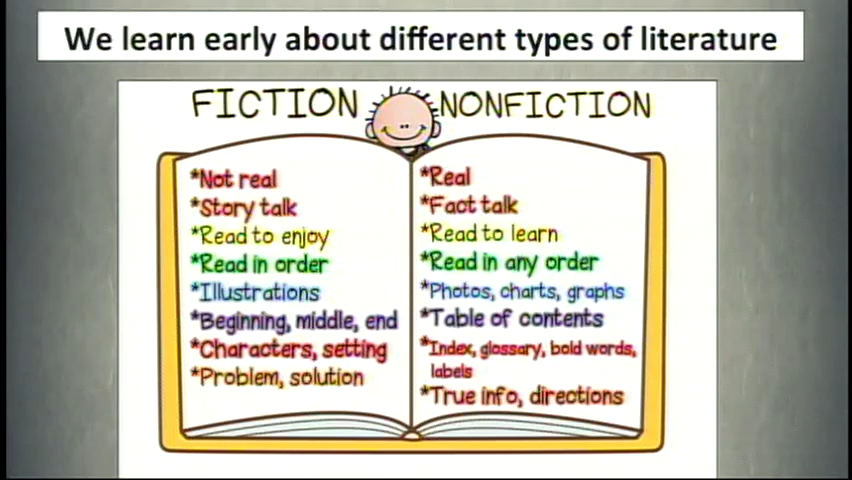 We learn early about different types of literature
FICTION
NONFICTION
*Not real
*Story talk
*Read to enjoy
*Read in order
*Illustrations
*Beginning, middle, end
*Characters, setting
*Problem, solution
*Real
*Fact talk
*Read to learn
*Read in any order
*Photos, charts, graphs
*Table of contents
*Index, glossary, bold words,
labels
*True info, directions